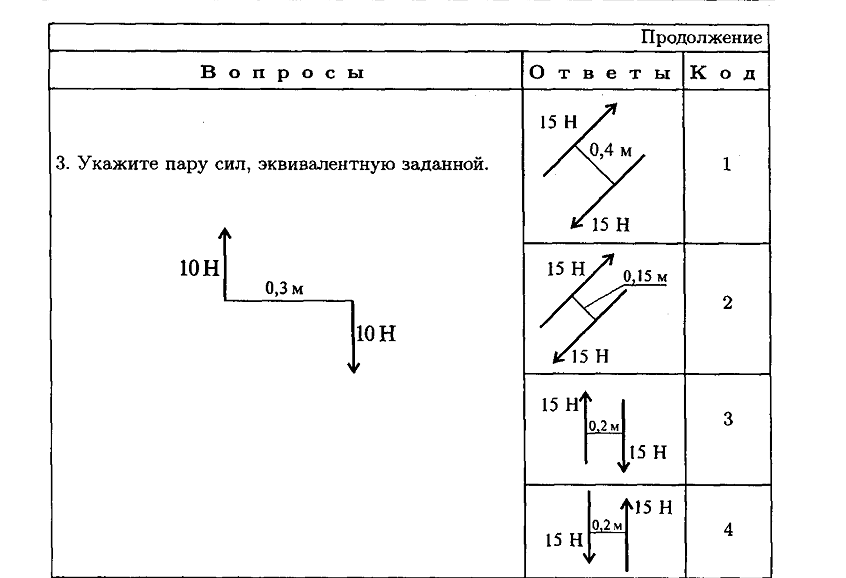 Продолжение
Вопросы Ответы Код
3. Укажите пару сил, эквивалентную заданной.
10 Н
0,3 м
10 Н
15 Н
0,4 м
15 Н
1
15 Н
0,15 м
15 Н
2
15 Н
0,2 м
15 Н
3
15 Н
0,2 м
15 Н
4